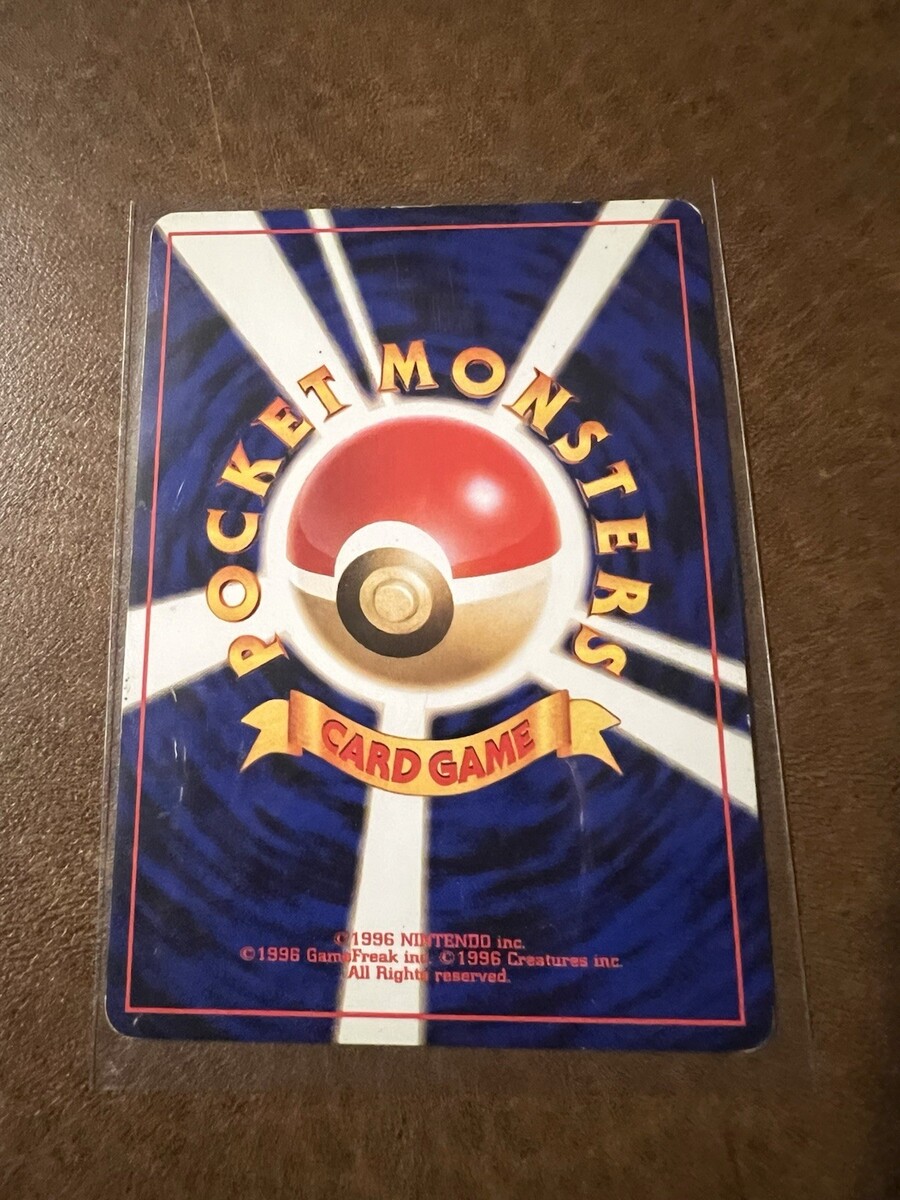 POCKET MONSTERS
CARD GAME
©1996 NINTENDO inc.
©1996 GameFreak inc. ©1996 Creatures inc.
All Rights reserved.